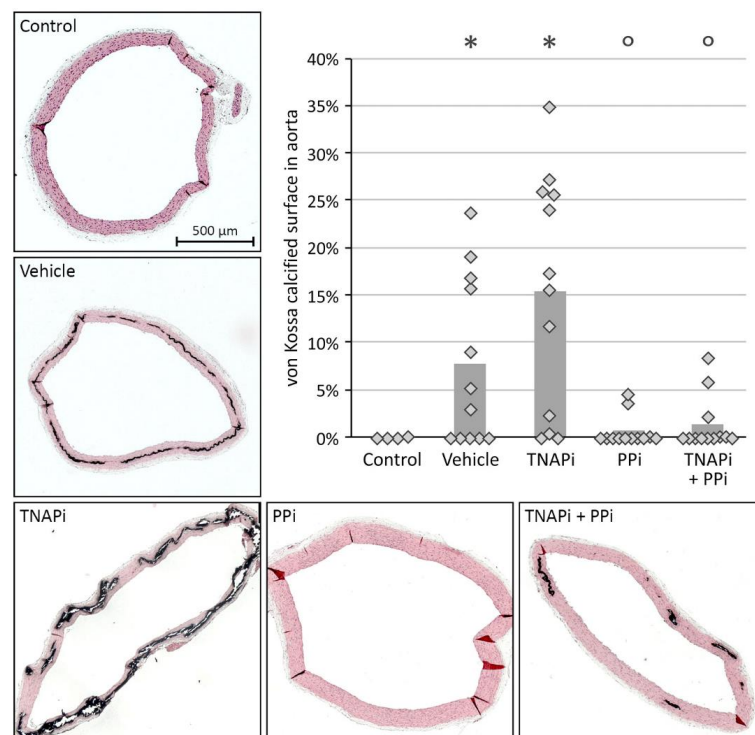 Control
500 µm
Vehicle
von Kossa calcified surface in aorta
* * o o
40%
35%
30%
25%
20%
15%
10%
5%
0%
Control Vehicle TNAPi PPi TNAPi + PPi
TNAPi
PPi
TNAPi + PPi